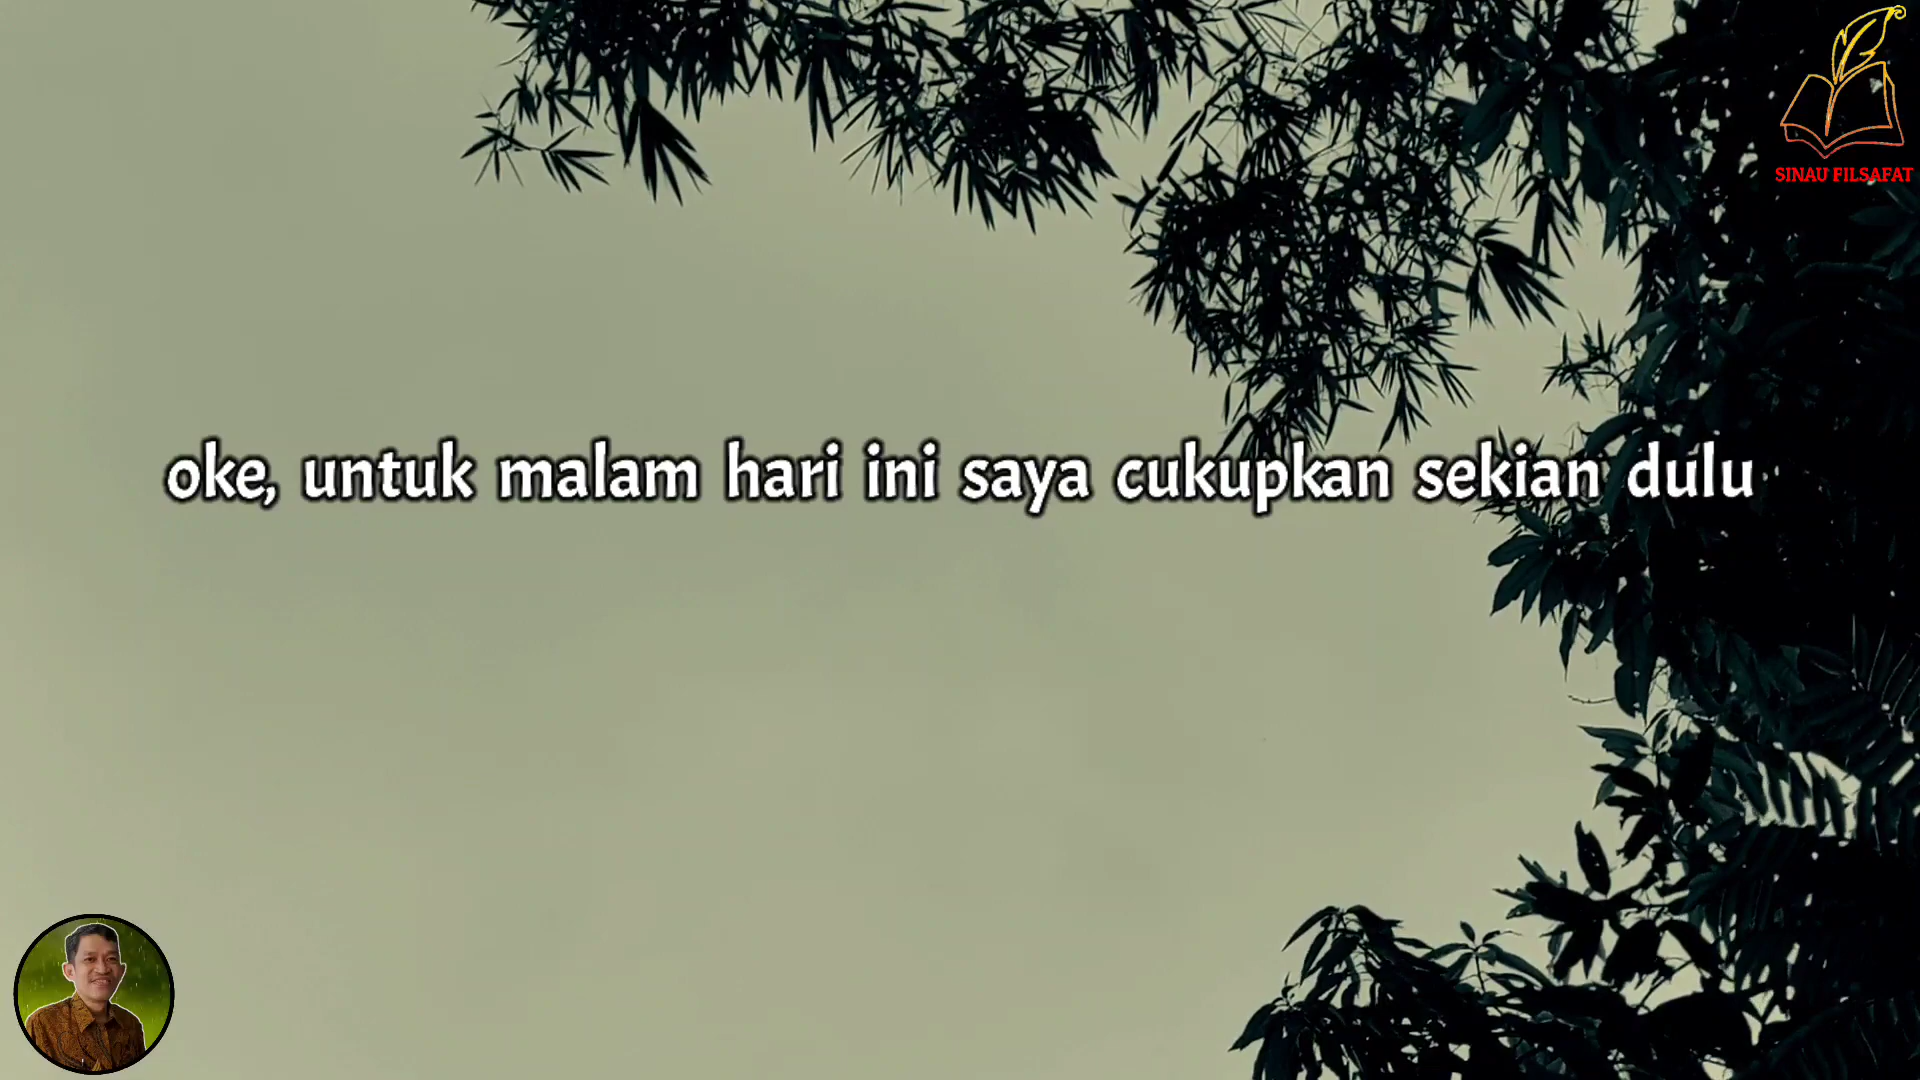 SINAU FILSAFAT
oke, untuk malam hari ini saya cukupkan sekian dulu